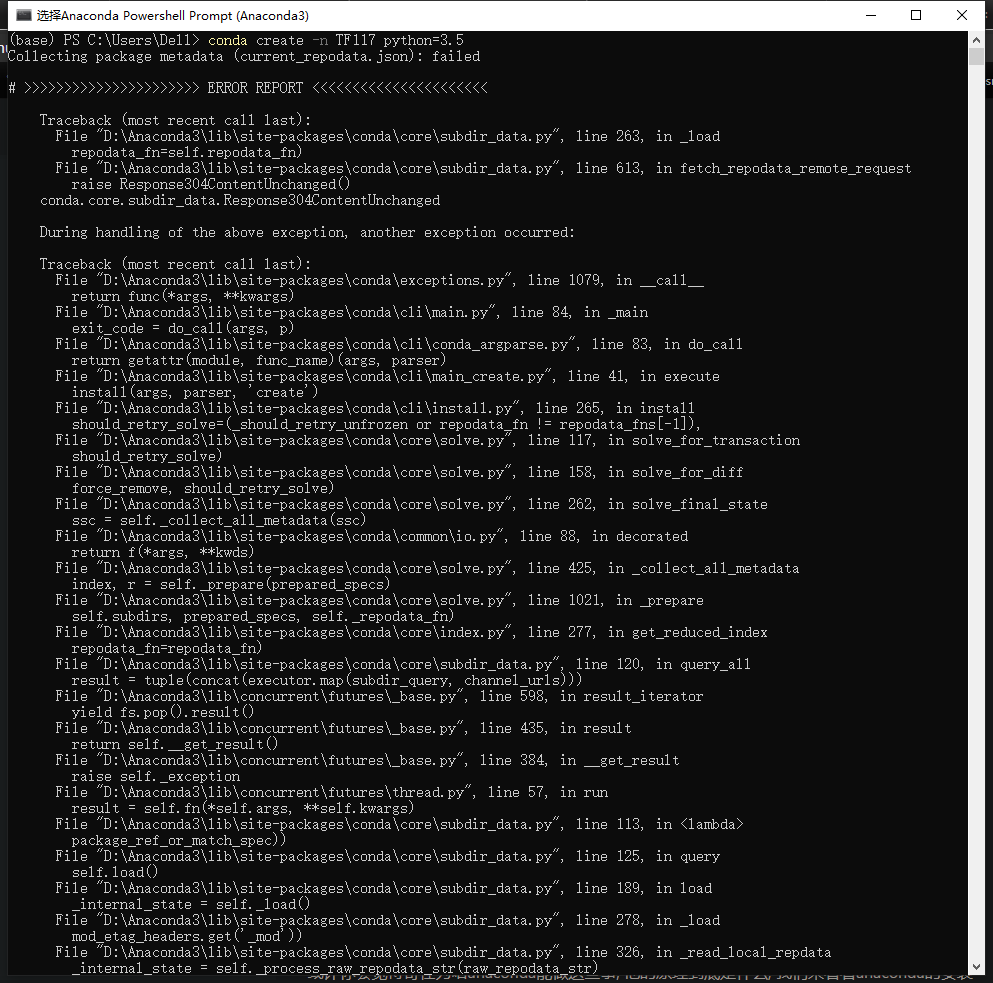 选择Anaconda Powershell Prompt (Anaconda3)
(base) PS C:\Users\Dell> conda create -n TF117 python=3.5
Collecting package metadata (current_repodata.json): failed
# >>>>>>>>>>>>>>>>>>>>>> ERROR REPORT <<<<<<<<<<<<<<<<<<<<<<
Traceback (most recent call last):
File "D:\Anaconda3\lib\site-packages\conda\core\subdir_data.py", line 263, in _load
repodata_fn=self.repodata_fn)
File "D:\Anaconda3\lib\site-packages\conda\core\subdir_data.py", line 613, in fetch_repodata_remote_request
raise Response304ContentUnchanged()
conda.core.subdir_data.Response304ContentUnchanged
During handling of the above exception, another exception occurred:
Traceback (most recent call last):
File "D:\Anaconda3\lib\site-packages\conda\exceptions.py", line 1079, in __call__
return func(*args, **kwargs)
File "D:\Anaconda3\lib\site-packages\conda\cli\main.py", line 84, in _main
exit_code = do_call(args, p)
File "D:\Anaconda3\lib\site-packages\conda\cli\conda_argparse.py", line 83, in do_call
return getattr(module, func_name)(args, parser)
File "D:\Anaconda3\lib\site-packages\conda\cli\main_create.py", line 41, in execute
install(args, parser, 'create')
File "D:\Anaconda3\lib\site-packages\conda\cli\install.py", line 265, in install
should_retry_solve=(_should_retry_unfrozen or repodata_fn != repodata_fns[-1]),
File "D:\Anaconda3\lib\site-packages\conda\core\solve.py", line 117, in solve_for_transaction
should_retry_solve)
File "D:\Anaconda3\lib\site-packages\conda\core\solve.py", line 158, in solve_for_diff
force_remove, should_retry_solve)
File "D:\Anaconda3\lib\site-packages\conda\core\solve.py", line 262, in solve_final_state
ssc = self._collect_all_metadata(ssc)
File "D:\Anaconda3\lib\site-packages\conda\common\io.py", line 88, in decorated
return f(*args, **kwds)
File "D:\Anaconda3\lib\site-packages\conda\core\solve.py", line 425, in _collect_all_metadata
index, r = self._prepare(prepared_specs)
File "D:\Anaconda3\lib\site-packages\conda\core\solve.py", line 1021, in _prepare
self.subdirs, prepared_specs, self._repodata_fn)
File "D:\Anaconda3\lib\site-packages\conda\core\index.py", line 277, in get_reduced_index
repodata_fn=repodata_fn)
File "D:\Anaconda3\lib\site-packages\conda\core\subdir_data.py", line 120, in query_all
result = tuple(concat(executor.map(subdir_query, channel_urls)))
File "D:\Anaconda3\lib\concurrent\futures\_base.py", line 598, in result_iterator
yield fs.pop().result()
File "D:\Anaconda3\lib\concurrent\futures\_base.py", line 435, in result
return self.__get_result()
File "D:\Anaconda3\lib\concurrent\futures\_base.py", line 384, in __get_result
raise self._exception
File "D:\Anaconda3\lib\concurrent\futures\thread.py", line 57, in run
result = self.fn(*self.args, **self.kwargs)
File "D:\Anaconda3\lib\site-packages\conda\core\subdir_data.py", line 113, in <lambda>
package_ref_or_match_spec))
File "D:\Anaconda3\lib\site-packages\conda\core\subdir_data.py", line 125, in query
self.load()
File "D:\Anaconda3\lib\site-packages\conda\core\subdir_data.py", line 189, in load
_internal_state = self._load()
File "D:\Anaconda3\lib\site-packages\conda\core\subdir_data.py", line 278, in _load
mod_etag_headers.get('_mod'))
File "D:\Anaconda3\lib\site-packages\conda\core\subdir_data.py", line 326, in _read_local_repdata
_internal_state = self._process_raw_repodata_str(raw_repodata_str)